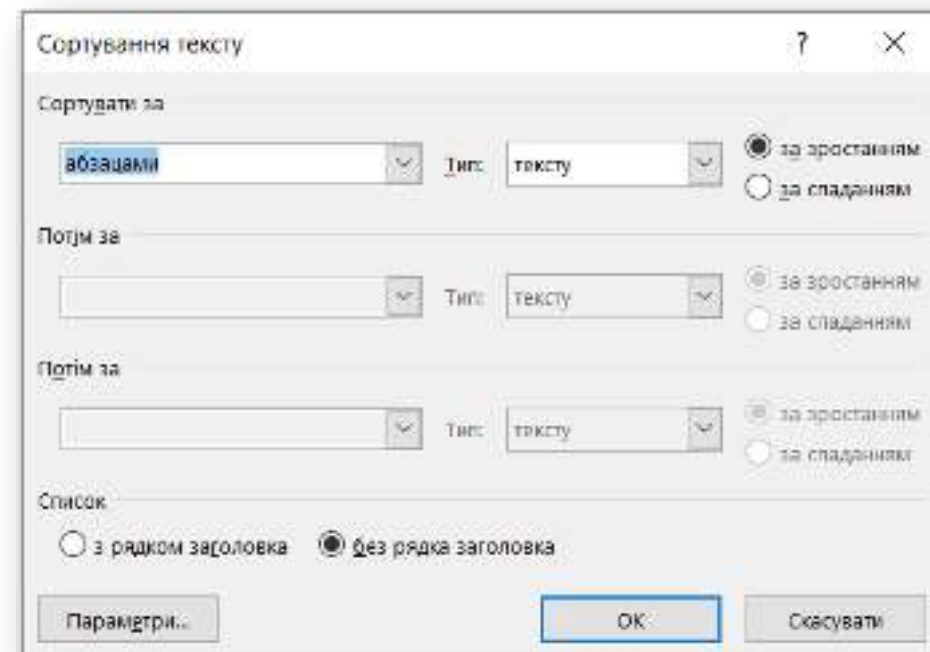 Сортування тексту ? ×
Сортувати за
абзацами Тип: тексту за зростанням
за спаданням
Потім за
Тип: тексту за зростанням
за спаданням
Потім за
Тип: тексту за зростанням
за спаданням
Список
з рядком заголовка без рядка заголовка
Параметри... ОК Скасувати